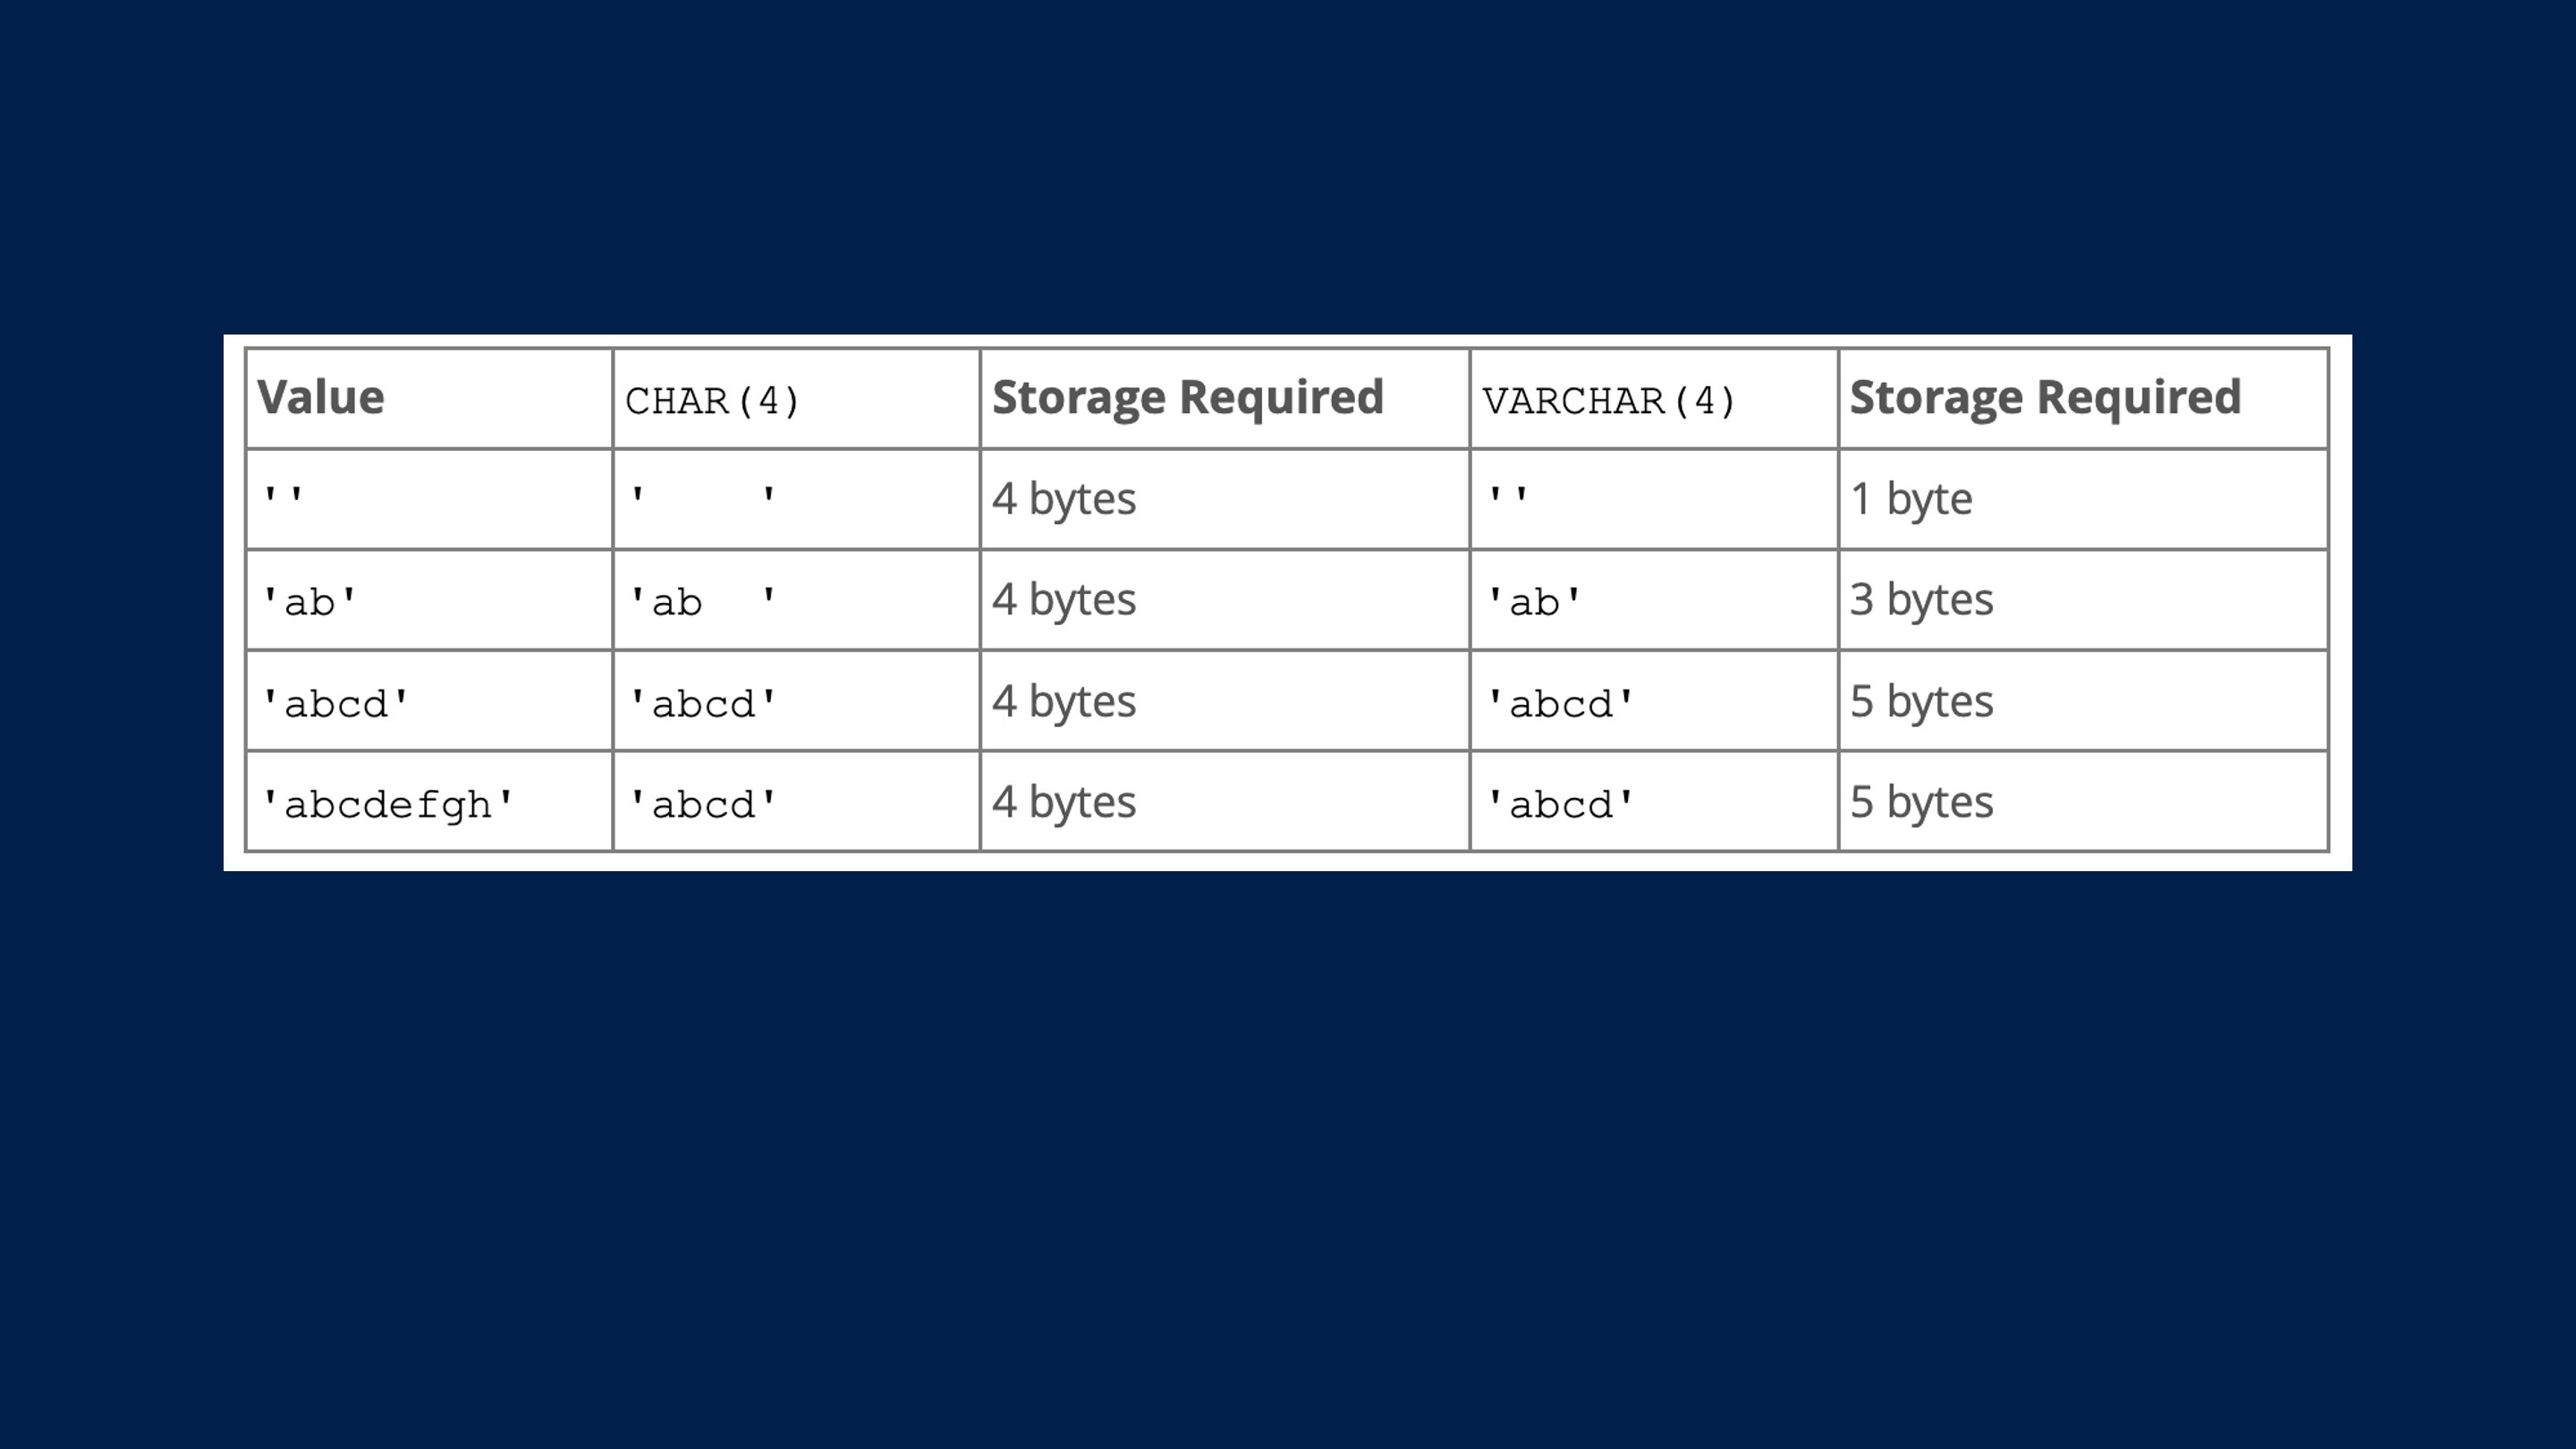 Value CHAR(4) Storage Required VARCHAR(4) Storage Required
'' '    ' 4 bytes '' 1 byte
'ab' 'ab  ' 4 bytes 'ab' 3 bytes
'abcd' 'abcd' 4 bytes 'abcd' 5 bytes
'abcdefgh' 'abcd' 4 bytes 'abcd' 5 bytes